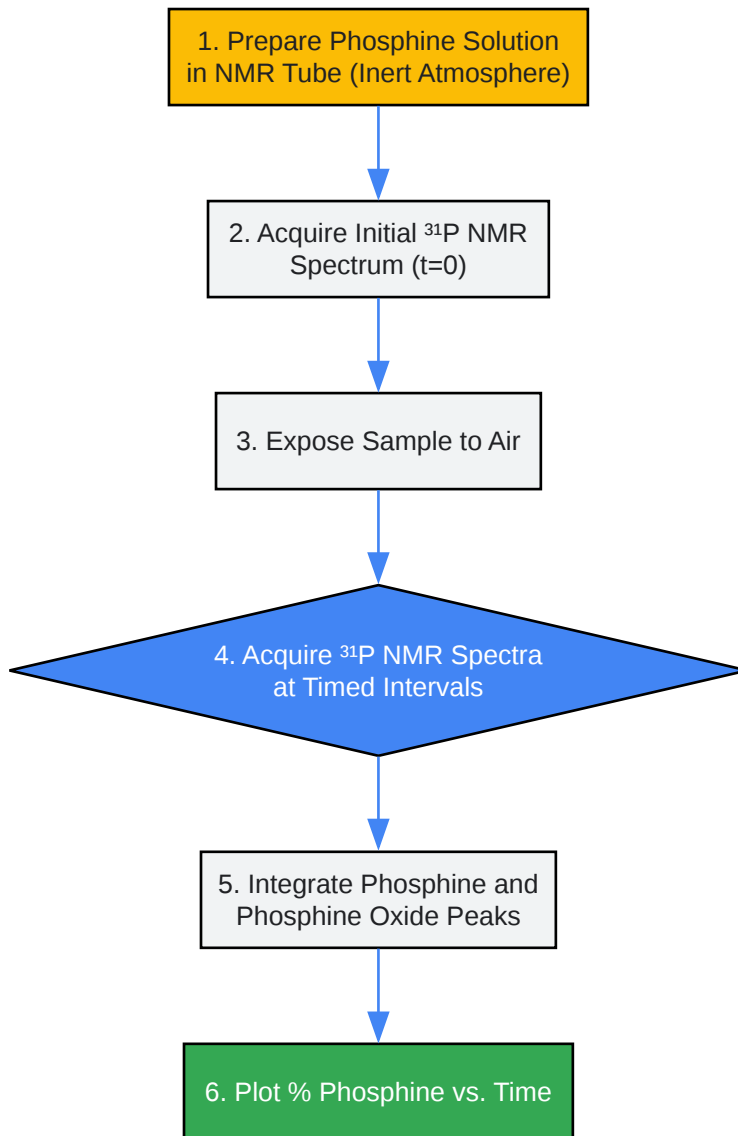 1. Prepare Phosphine Solution
in NMR Tube (Inert Atmosphere)
2. Acquire Initial ³¹P NMR
Spectrum (t=0)
3. Expose Sample to Air
4. Acquire ³¹P NMR Spectra
at Timed Intervals
5. Integrate Phosphine and
Phosphine Oxide Peaks
6. Plot % Phosphine vs. Time